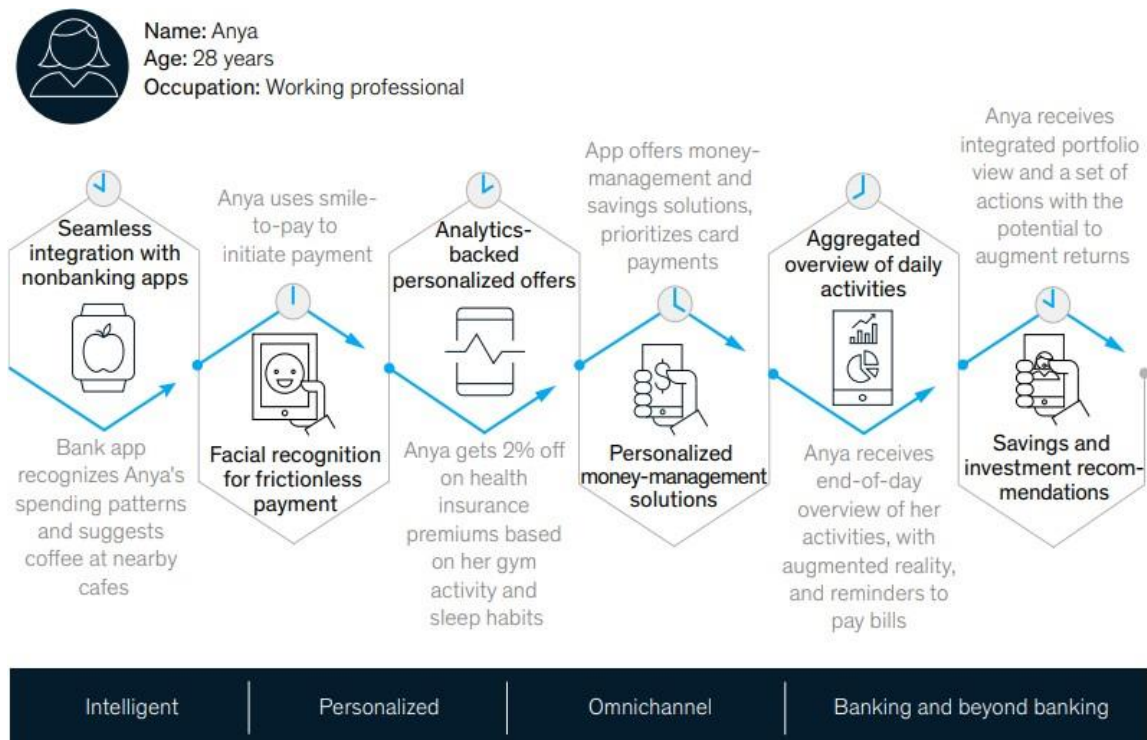 Name: Anya
Age: 28 years
Occupation: Working professional
Seamless
integration with
nonbanking apps
Bank app
recognizes Anya's
spending patterns
and suggests
coffee at nearby
cafes
Anya uses smile-
to-pay to
initiate payment
Facial recognition
for frictionless
payment
Analytics-
backed
personalized offers
Anya gets 2% off
on health
insurance
premiums based
on her gym
activity and
sleep habits
App offers money-
management and
savings solutions,
prioritizes card
payments
$
Personalized
money-management
solutions
Aggregated
overview of daily
activities
Anya receives
end-of-day
overview of her
activities, with
augmented reality,
and reminders to
pay bills
Anya receives
integrated portfolio
view and a set of
actions with the
potential to
augment returns
Savings and
investment recom-
mendations
Intelligent
Personalized
Omnichannel
Banking and beyond banking